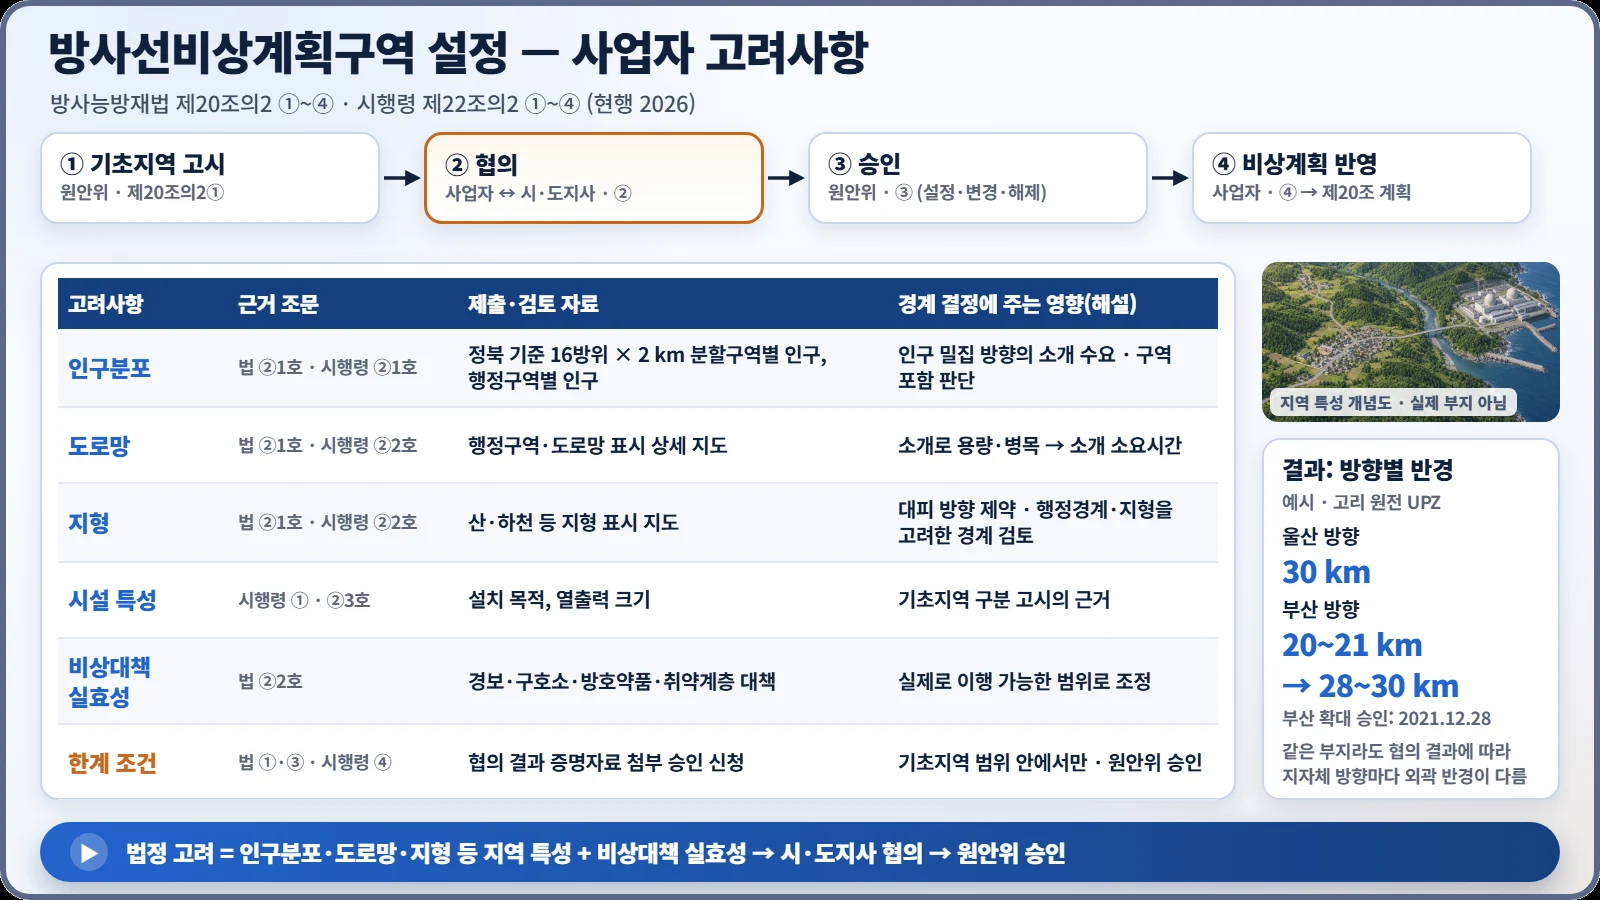 방사선비상계획구역 설정 — 사업자 고려사항
방사능방재법 제20조의2 ①~④ · 시행령 제22조의2 ①~④ (현행 2026)
① 기초지역 고시
원안위 · 제20조의2①
② 협의
사업자 ↔ 시·도지사 · ②
③ 승인
원안위 · ③ (설정·변경·해제)
④ 비상계획 반영
사업자 · ④ → 제20조 계획
고려사항 근거 조문 제출·검토 자료 경계 결정에 주는 영향(해설)
인구분포 법 ②1호 · 시행령 ②1호
정북 기준 16방위 × 2 km 분할구역별 인구,
행정구역별 인구
인구 밀집 방향의 소개 수요 · 구역
포함 판단
도로망 법 ②1호 · 시행령 ②2호 행정구역·도로망 표시 상세 지도 소개로 용량·병목 → 소개 소요시간
지형 법 ②1호 · 시행령 ②2호 산·하천 등 지형 표시 지도
대피 방향 제약 · 행정경계·지형을
고려한 경계 검토
시설 특성 시행령 ① · ②3호 설치 목적, 열출력 크기 기초지역 구분 고시의 근거
비상대책
실효성
법 ②2호 경보·구호소·방호약품·취약계층 대책 실제로 이행 가능한 범위로 조정
한계 조건 법 ①·③ · 시행령 ④ 협의 결과 증명자료 첨부 승인 신청 기초지역 범위 안에서만 · 원안위 승인
지역 특성 개념도 · 실제 부지 아님
결과: 방향별 반경
예시 · 고리 원전 UPZ
울산 방향
30 km
부산 방향
20~21 km
→ 28~30 km
부산 확대 승인: 2021.12.28
같은 부지라도 협의 결과에 따라
지자체 방향마다 외곽 반경이 다름
법정 고려 = 인구분포·도로망·지형 등 지역 특성 + 비상대책 실효성 → 시·도지사 협의 → 원안위 승인